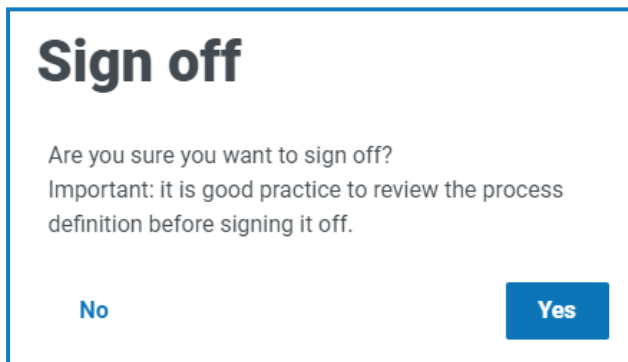 Sign off
Are you sure you want to sign off?
Important: it is good practice to review the process
definition before signing it off.
No
Yes